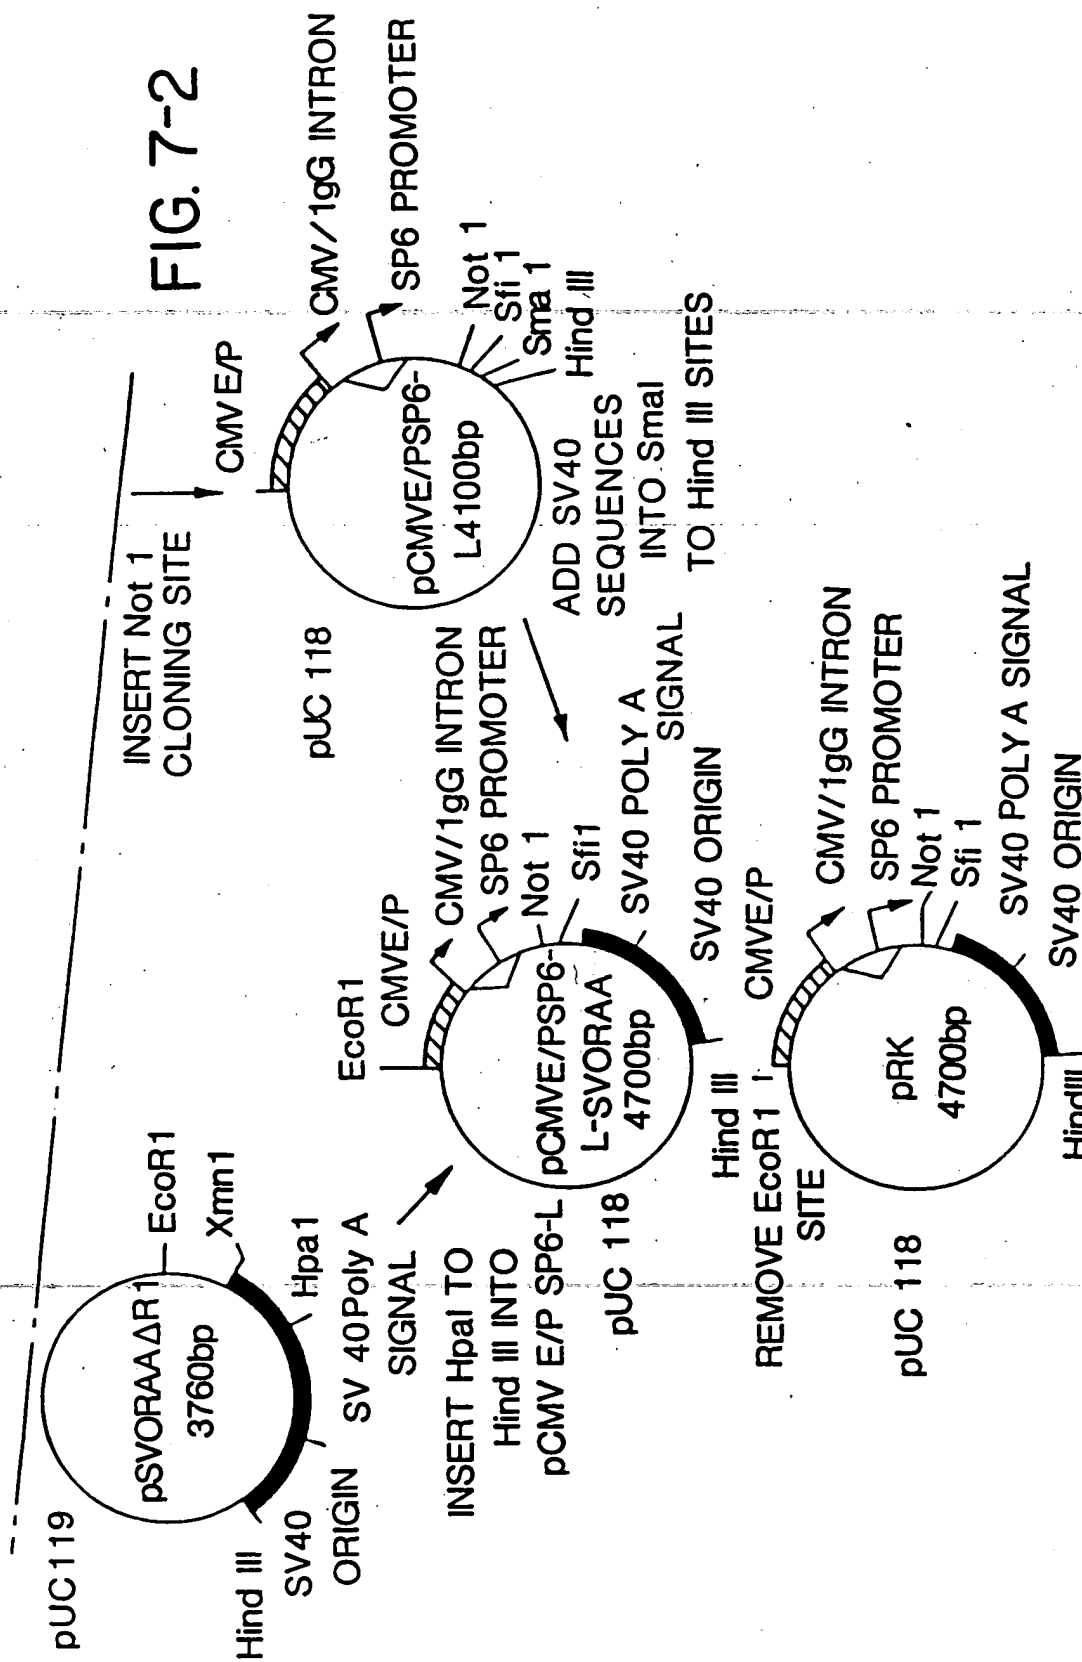 FIG. 7-2
pUC119
pSVORAAΔR1
3760bp
EcoR1
Xmn1
Hpa1
SV 40Poly A
SIGNAL
SV40
ORIGIN
Hind III
INSERT Not 1
CLONING SITE
CMV E/P
CMV/1gG INTRON
SP6 PROMOTER
Not 1
Sfi 1
Sma 1
Hind III
pCMVE/PSP6-
L4100bp
pUC 118
ADD SV40
SEQUENCES
INTO SmaI
TO Hind III SITES
INSERT HpaI TO
Hind III INTO
pCMV E/P SP6-L
EcoR1
CMVE/P
CMV/1gG INTRON
SP6 PROMOTER
Not 1
Sfi1
SV40 POLY A
SIGNAL
SV40 ORIGIN
Hind III
pCMVE/PSP6-
L-SVORAA
4700bp
pUC 118
REMOVE EcoR1
SITE
CMVE/P
CMV/1gG INTRON
SP6 PROMOTER
Not 1
Sfi 1
SV40 POLY A SIGNAL
SV40 ORIGIN
HindIII
pRK
4700bp
pUC 118